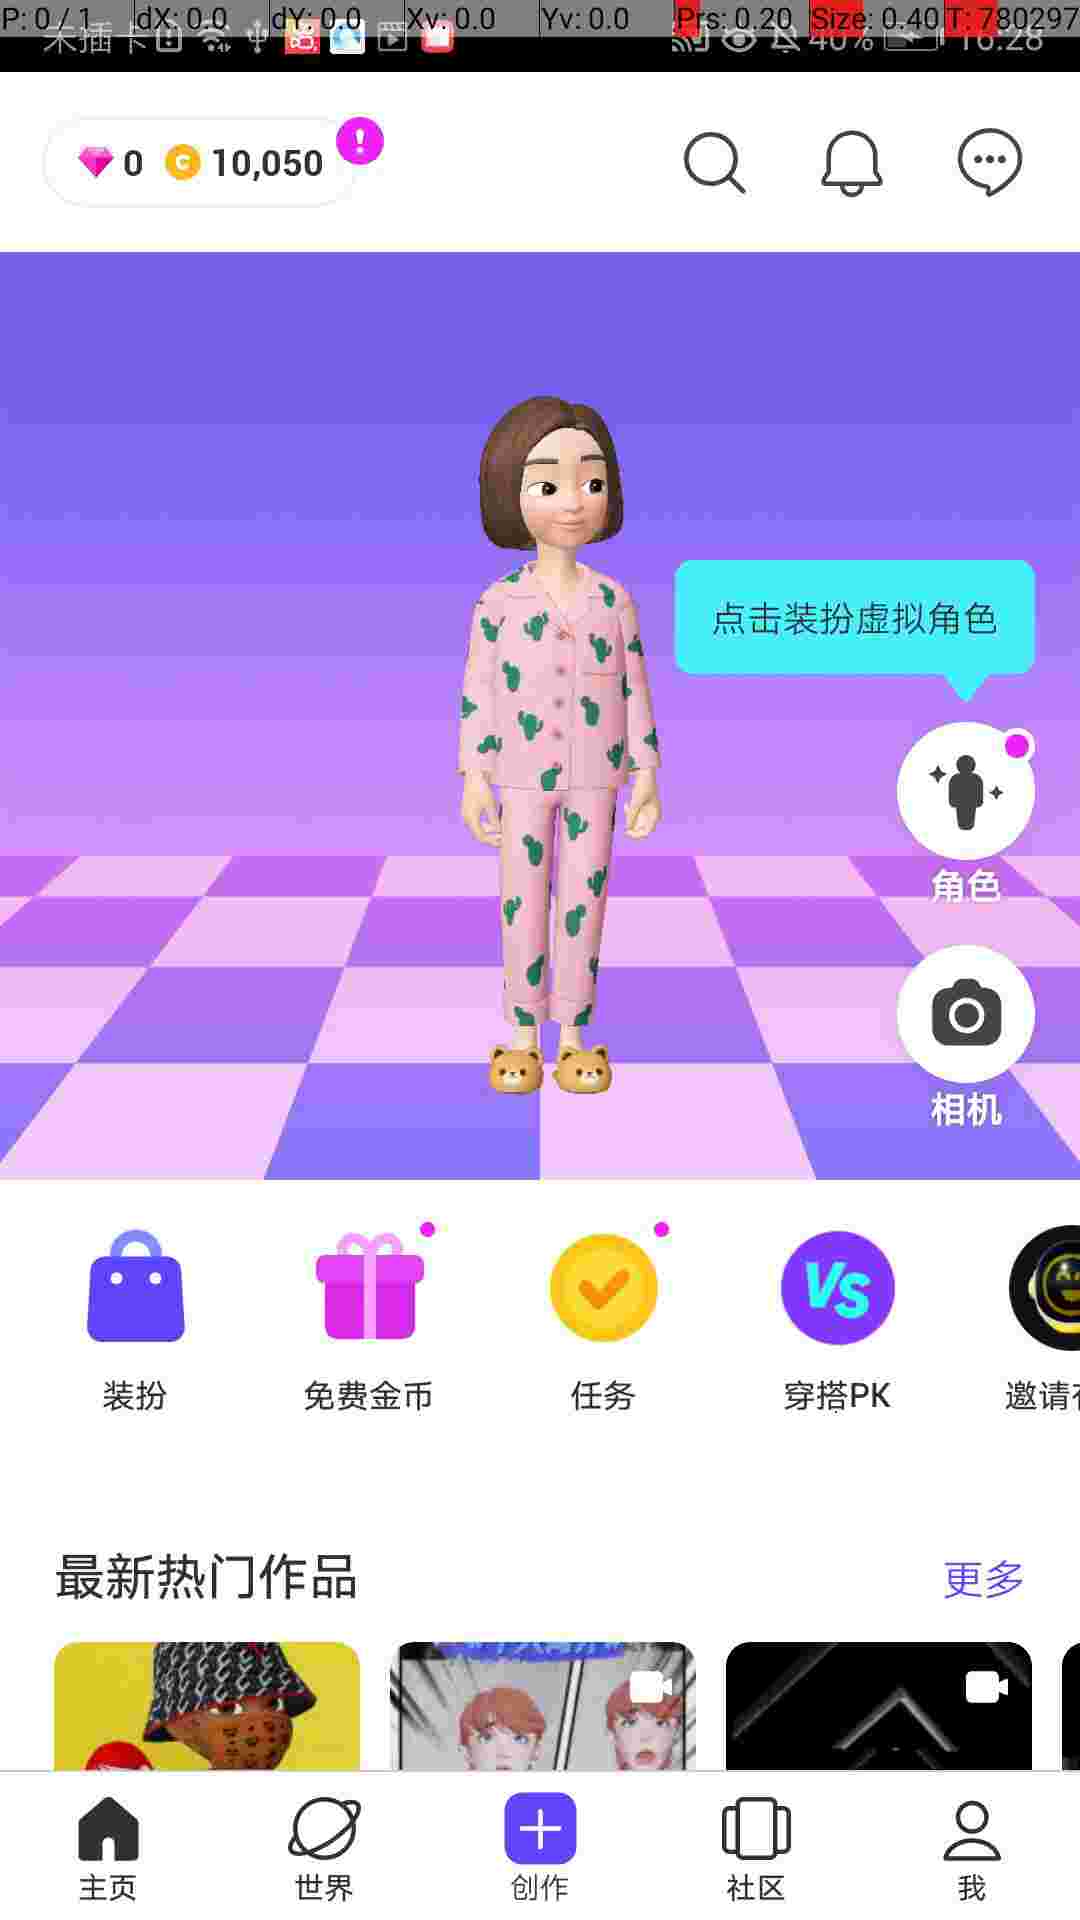 P: 0 / 1 dX: 0.0 dY: 0.0 Xv: 0.0 Yv: 0.0 Prs: 0.20 Size: 0.40 T: 780297
未插卡 40% 16:28
0 C 10,050 !
点击装扮虚拟角色
角色
相机
VS
装扮 免费金币 任务 穿搭PK 邀请
最新热门作品 更多
主页 世界 创作 社区 我